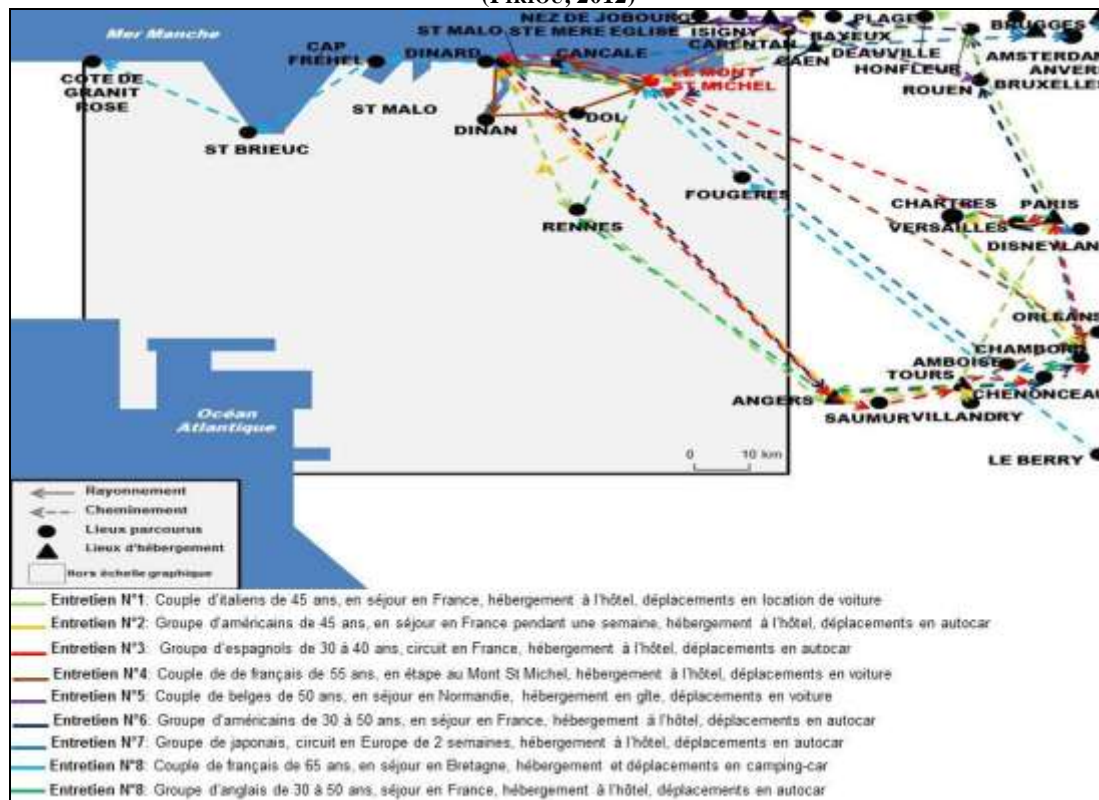 (Pikioc, 2012)
NEZ DE JOBOURG
PLAGE
BRUGGES
Mer Manche
CAP FRÉHEL
ST MALO
STE MERE EGLISE
ISIGNY
BAYEUX
DINARD
CANCALE
CARENTAN
DEAUVILLE
AMSTERDAM
CAEN
HONFLEUR
ANVER
COTE DE GRANIT ROSE
LE MONT ST MICHEL
ROUEN
BRUXELLES
ST MALO
DOL
DINAN
ST BRIEUC
FOUGERES
CHARTRES
PARIS
RENNES
VERSAILLES
DISNEYLAN
ORLEANS
CHAMBORD
AMBOISE
TOURS
ANGERS
CHENONCEAU
Océan Atlantique
SAUMUR
VILLANDRY
0 10 km
LE BERRY
Rayonnement
Cheminement
Lieux parcourus
Lieux d'hébergement
Hors échelle graphique
Entretien N°1: Couple d'italiens de 45 ans, en séjour en France, hébergement à l'hôtel, déplacements en location de voiture
Entretien N°2: Groupe d'américains de 45 ans, en séjour en France pendant une semaine, hébergement à l'hôtel, déplacements en autocar
Entretien N°3: Groupe d'espagnols de 30 à 40 ans, circuit en France, hébergement à l'hôtel, déplacements en autocar
Entretien N°4: Couple de de français de 55 ans, en étape au Mont St Michel, hébergement à l'hôtel, déplacements en voiture
Entretien N°5: Couple de belges de 50 ans, en séjour en Normandie, hébergement en gîte, déplacements en voiture
Entretien N°6: Groupe d'américains de 30 à 50 ans, en séjour en France, hébergement à l'hôtel, déplacements en autocar
Entretien N°7: Groupe de japonais, circuit en Europe de 2 semaines, hébergement à l'hôtel, déplacements en autocar
Entretien N°8: Couple de français de 65 ans, en séjour en Bretagne, hébergement et déplacements en camping-car
Entretien N°8: Groupe d'anglais de 30 à 50 ans, séjour en France, hébergement à l'hôtel, déplacements en autocar